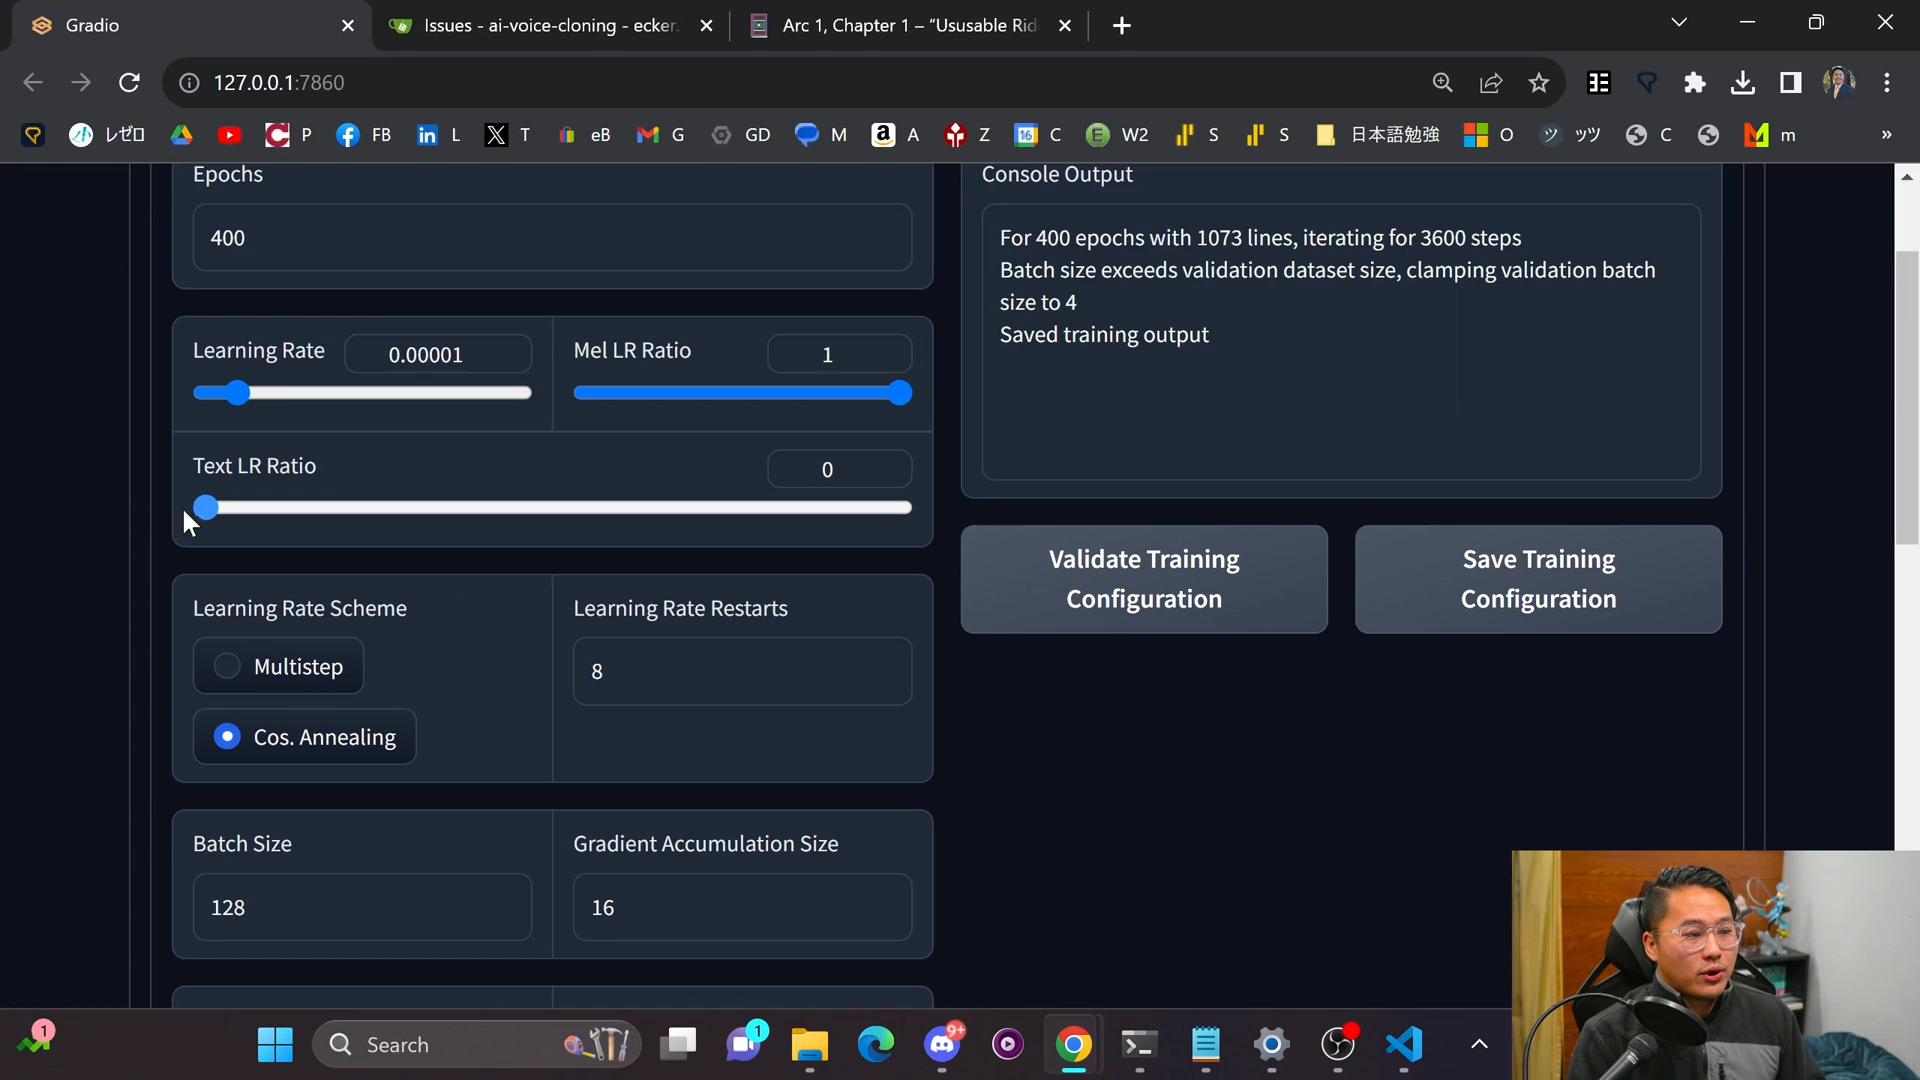 Gradio
Issues - ai-voice-cloning - ecker.
Arc 1, Chapter 1 – “Ususable Rid
127.0.0.1:7860
レゼロ
P
FB
L
T
eB
G
GD
M
A
Z
16
C
W2
S
S
日本語勉強
O
ッツ
C
m
»
Epochs
400
Console Output
For 400 epochs with 1073 lines, iterating for 3600 steps
Batch size exceeds validation dataset size, clamping validation batch
size to 4
Saved training output
Learning Rate
0.00001
Mel LR Ratio
1
Text LR Ratio
0
Validate Training
Configuration
Save Training
Configuration
Learning Rate Scheme
Multistep
Cos. Annealing
Learning Rate Restarts
8
Batch Size
128
Gradient Accumulation Size
16
1
Search
1
9+